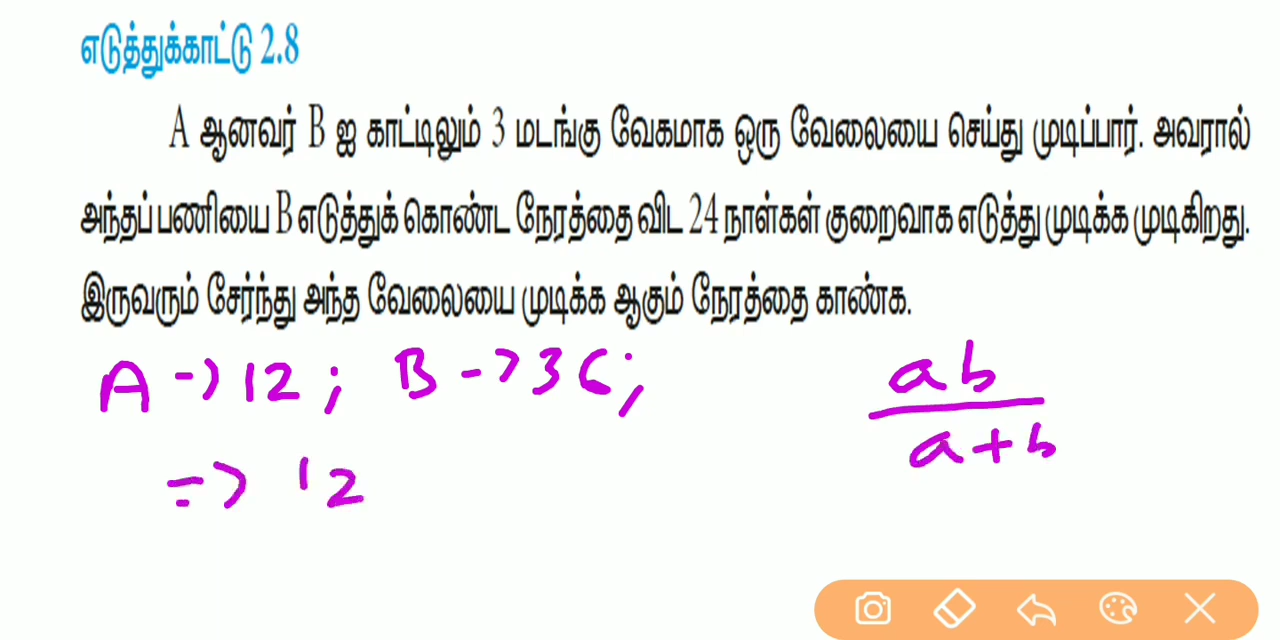 எடுத்துக்காட்டு 2.8
A ஆனவர் B ஐ காட்டிலும் 3 மடங்கு வேகமாக ஒரு வேலையை செய்து முடிப்பார். அவரால்
அந்தப் பணியை B எடுத்துக் கொண்ட நேரத்தை விட 24 நாள்கள் குறைவாக எடுத்து முடிக்க முடிகிறது.
இருவரும் சேர்ந்து அந்த வேலையை முடிக்க ஆகும் நேரத்தை காண்க.
A → 12 ; B → 36 ;
ab
a+b
=> 12